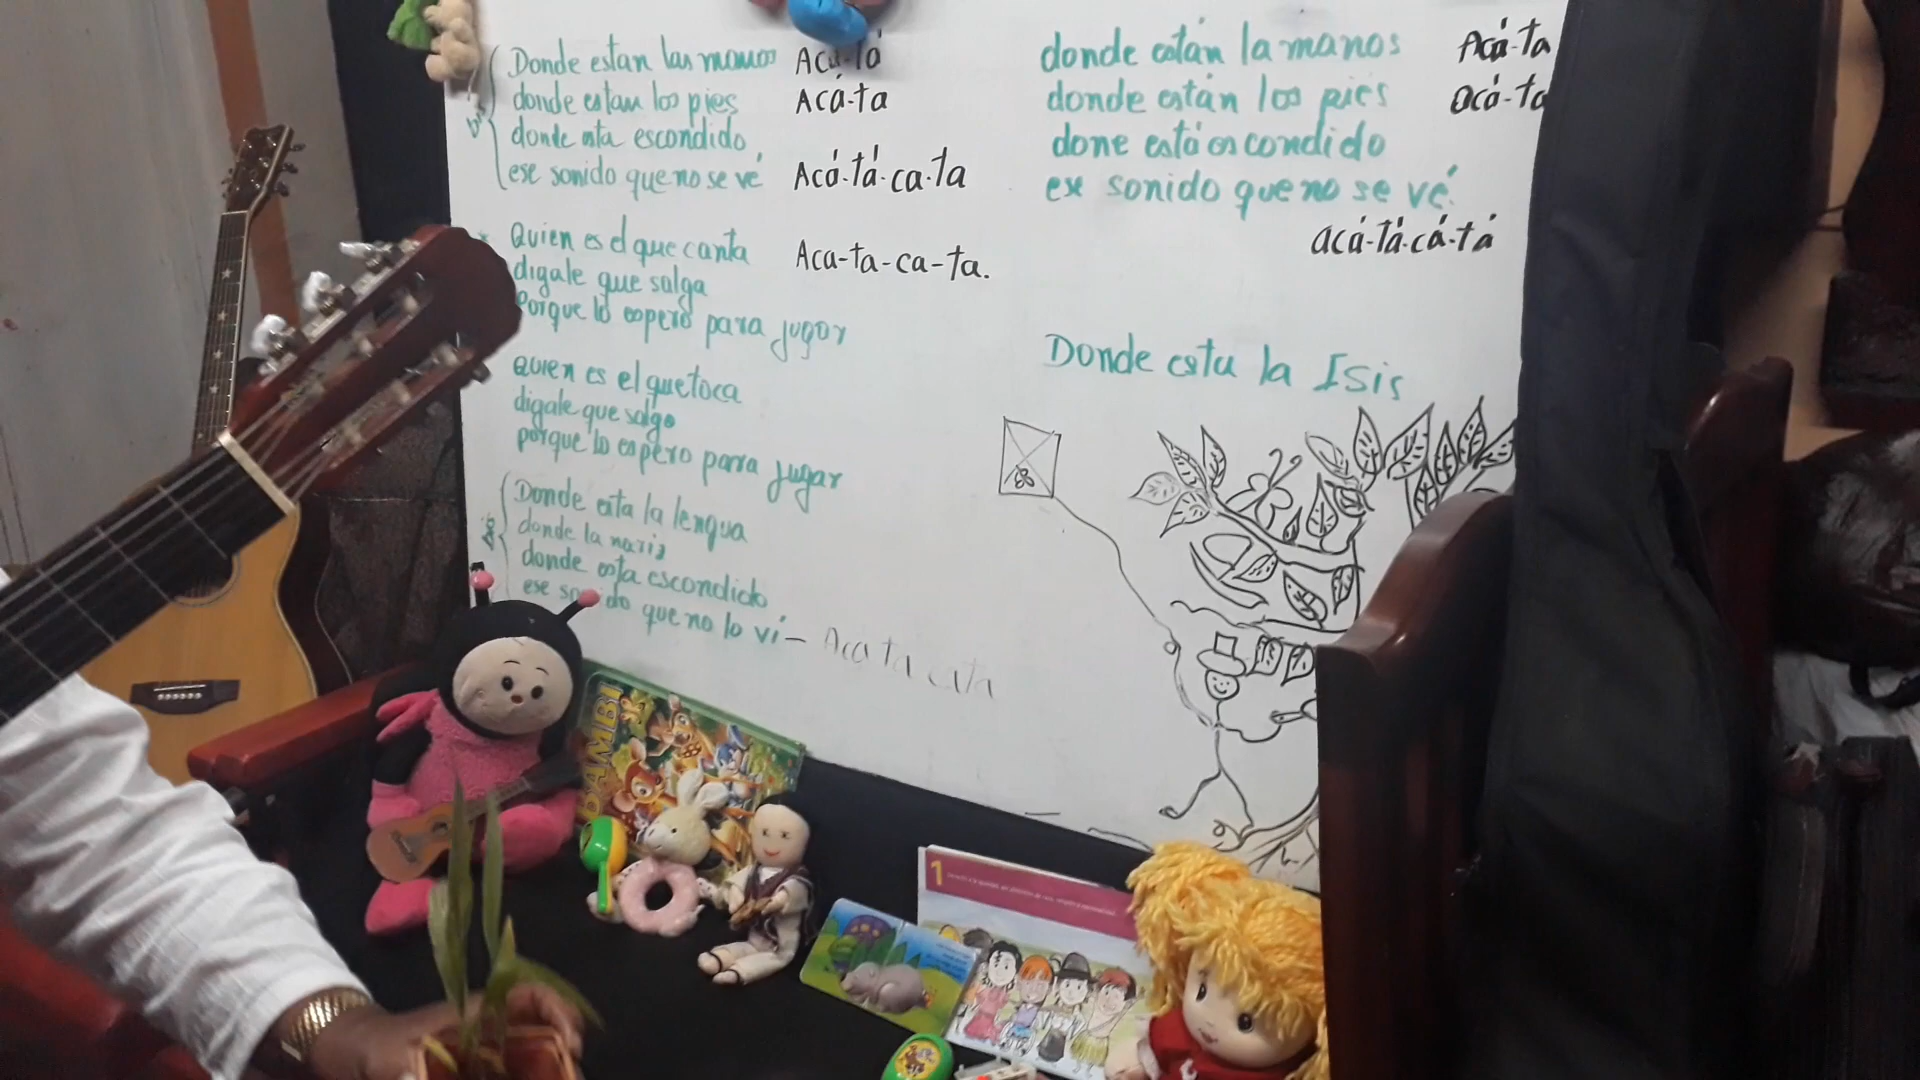 Donde estan las manos Acá-tá
donde estan los pies Acá-ta
donde esta escondido
ese sonido que no se vé Acá-tá-ca-ta
Quien es el que canta Aca-ta-ca-ta.
digale que salga
Porque lo espero para jugar
Quien es el que toca
digale que salga
porque lo espero para jugar
Donde esta la lengua
donde la nariz
donde esta escondido
ese sonido que no lo ví - Aca ta cata
donde están la manos Acá-ta
donde están los pies acá-ta
done está escondido
ese sonido que no se vé.
acá-tá-cá-tá
Donde esta la Isis
BAMBI
1